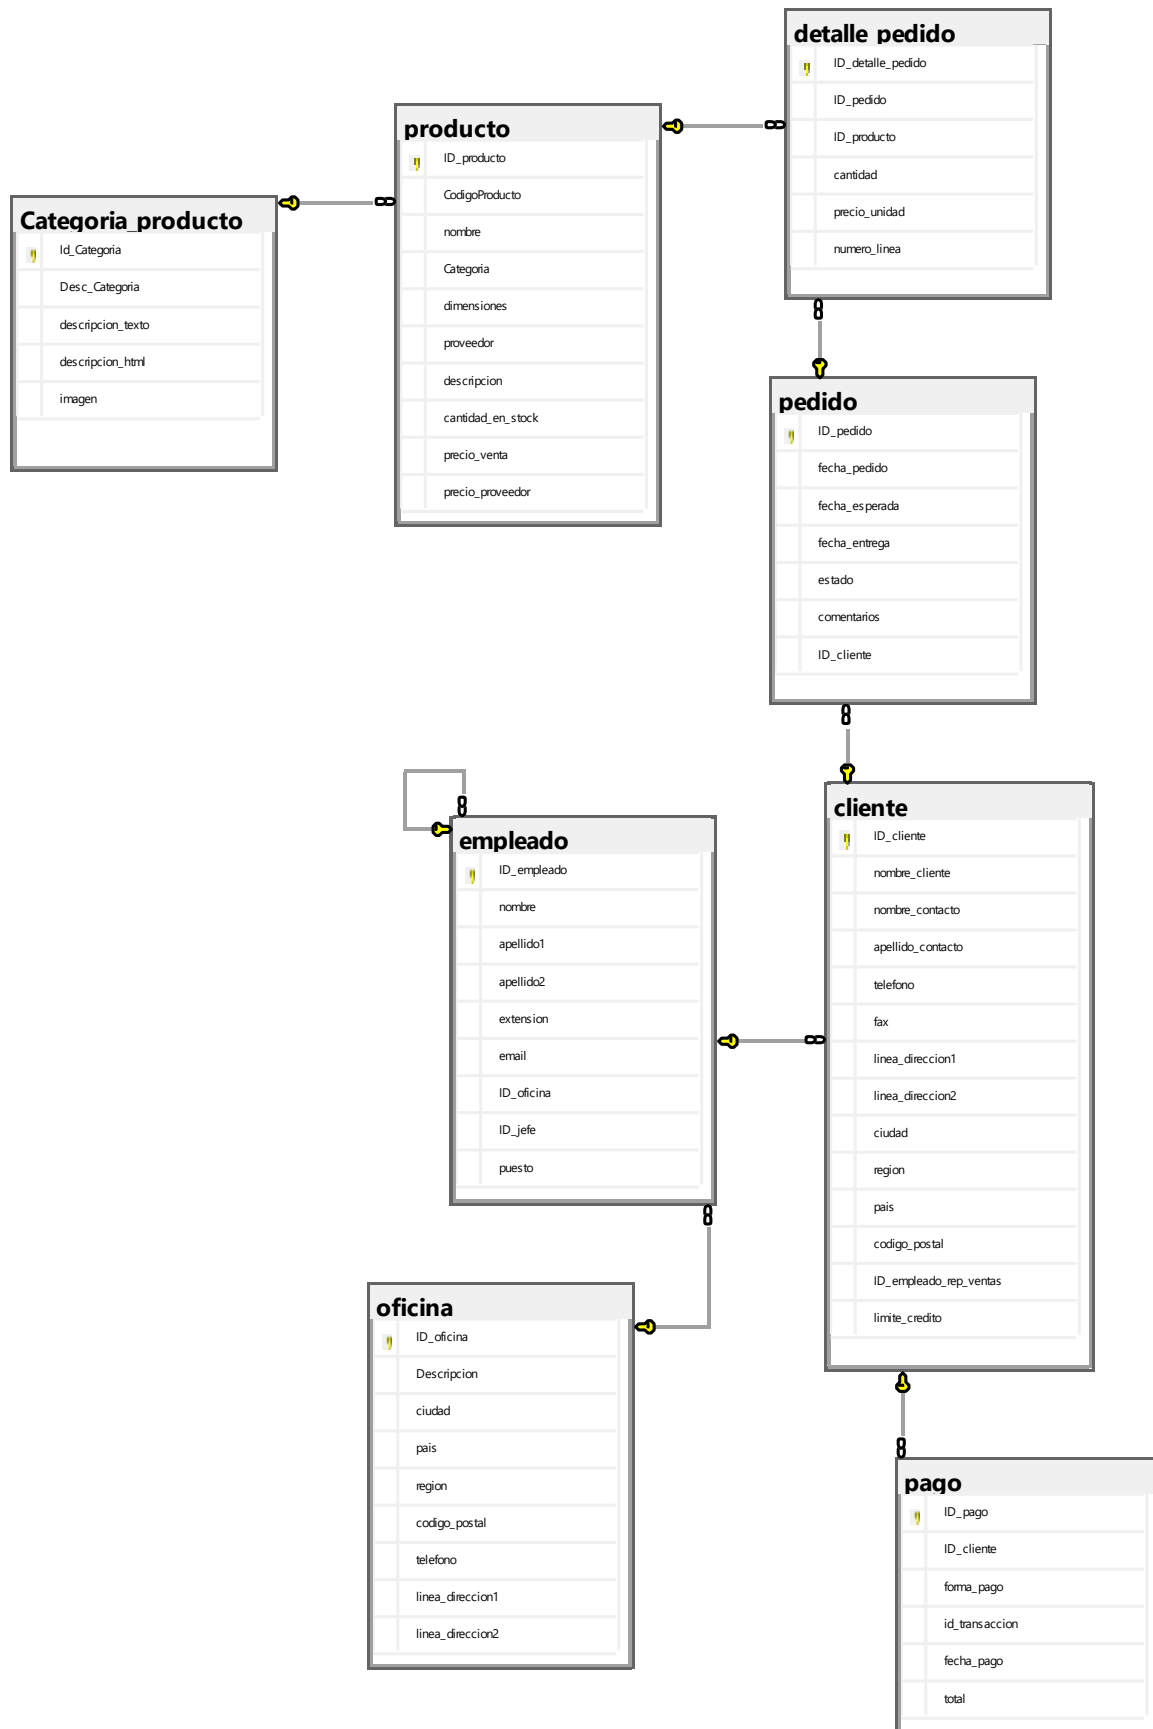 detalle_pedido
ID_detalle_pedido
ID_pedido
ID_producto
cantidad
precio_unidad
numero_linea
producto
ID_producto
CodigoProducto
nombre
Categoria
dimensiones
proveedor
descripcion
cantidad_en_stock
precio_venta
precio_proveedor
Categoria_producto
Id_Categoria
Desc_Categoria
descripcion_texto
descripcion_html
imagen
pedido
ID_pedido
fecha_pedido
fecha_esperada
fecha_entrega
estado
comentarios
ID_cliente
cliente
ID_cliente
nombre_cliente
nombre_contacto
apellido_contacto
telefono
fax
linea_direccion1
linea_direccion2
ciudad
region
pais
codigo_postal
ID_empleado_rep_ventas
limite_credito
empleado
ID_empleado
nombre
apellido1
apellido2
extension
email
ID_oficina
ID_jefe
puesto
oficina
ID_oficina
Descripcion
ciudad
pais
region
codigo_postal
telefono
linea_direccion1
linea_direccion2
pago
ID_pago
ID_cliente
forma_pago
id_transaccion
fecha_pago
total